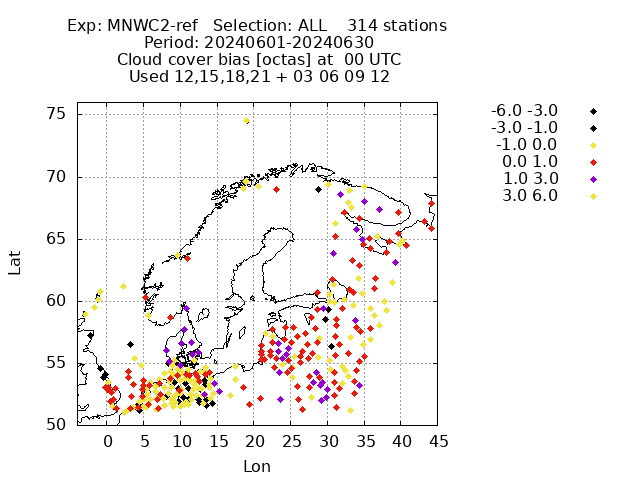 Exp: MNWC2-ref   Selection: ALL    314 stations
Period: 20240601-20240630
Cloud cover bias [octas] at  00 UTC
Used 12,15,18,21 + 03 06 09 12
-6.0 -3.0
-3.0 -1.0
-1.0 0.0
0.0 1.0
1.0 3.0
3.0 6.0
75
70
65
60
55
50
Lat
0 5 10 15 20 25 30 35 40 45
Lon